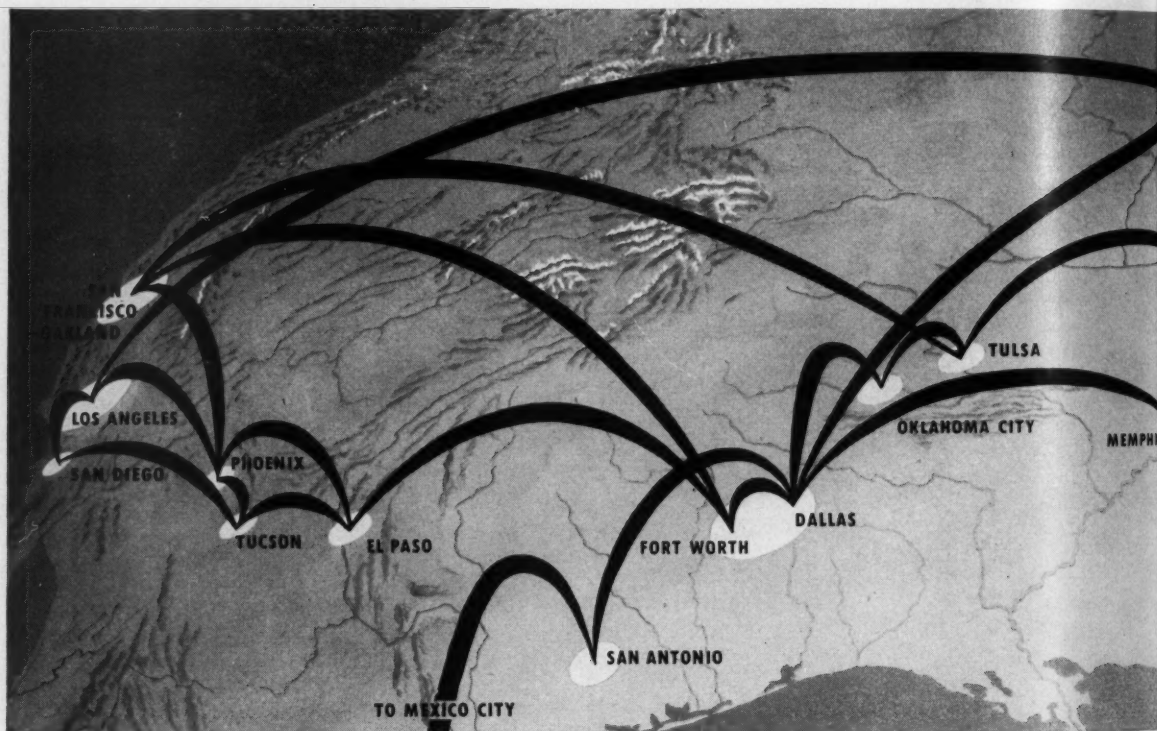 SAN
FRANCISCO
OAKLAND
TULSA
LOS ANGELES
OKLAHOMA CITY
MEMPHI
PHOENIX
SAN DIEGO
DALLAS
TUCSON
EL PASO
FORT WORTH
SAN ANTONIO
TO MEXICO CITY